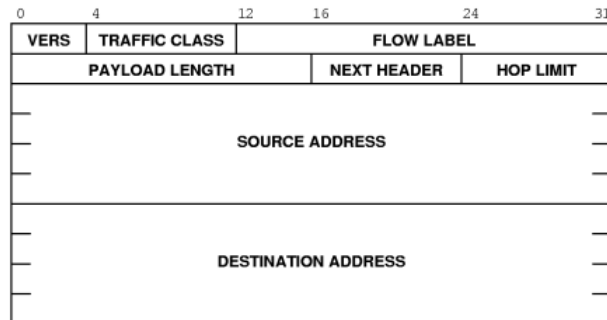 0 4 12 16 24 31
VERS TRAFFIC CLASS FLOW LABEL
PAYLOAD LENGTH NEXT HEADER HOP LIMIT
SOURCE ADDRESS
DESTINATION ADDRESS